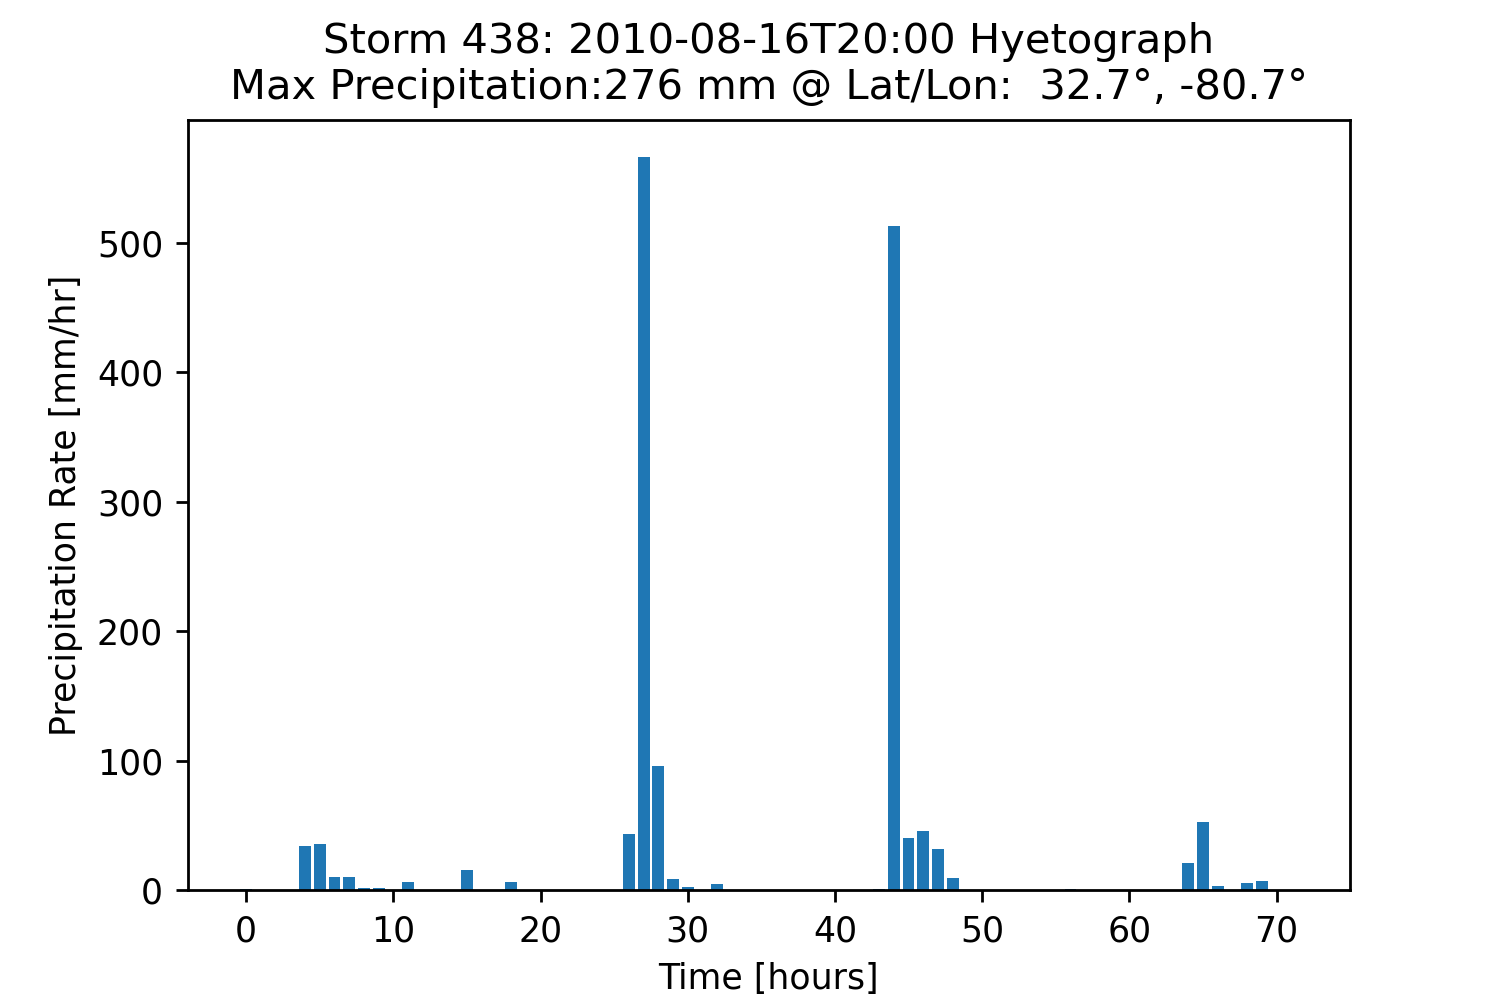 Storm 438: 2010-08-16T20:00 Hyetograph
Max Precipitation:276 mm @ Lat/Lon:  32.7°, -80.7°
Precipitation Rate [mm/hr]
500
400
300
200
100
0
0 10 20 30 40 50 60 70
Time [hours]